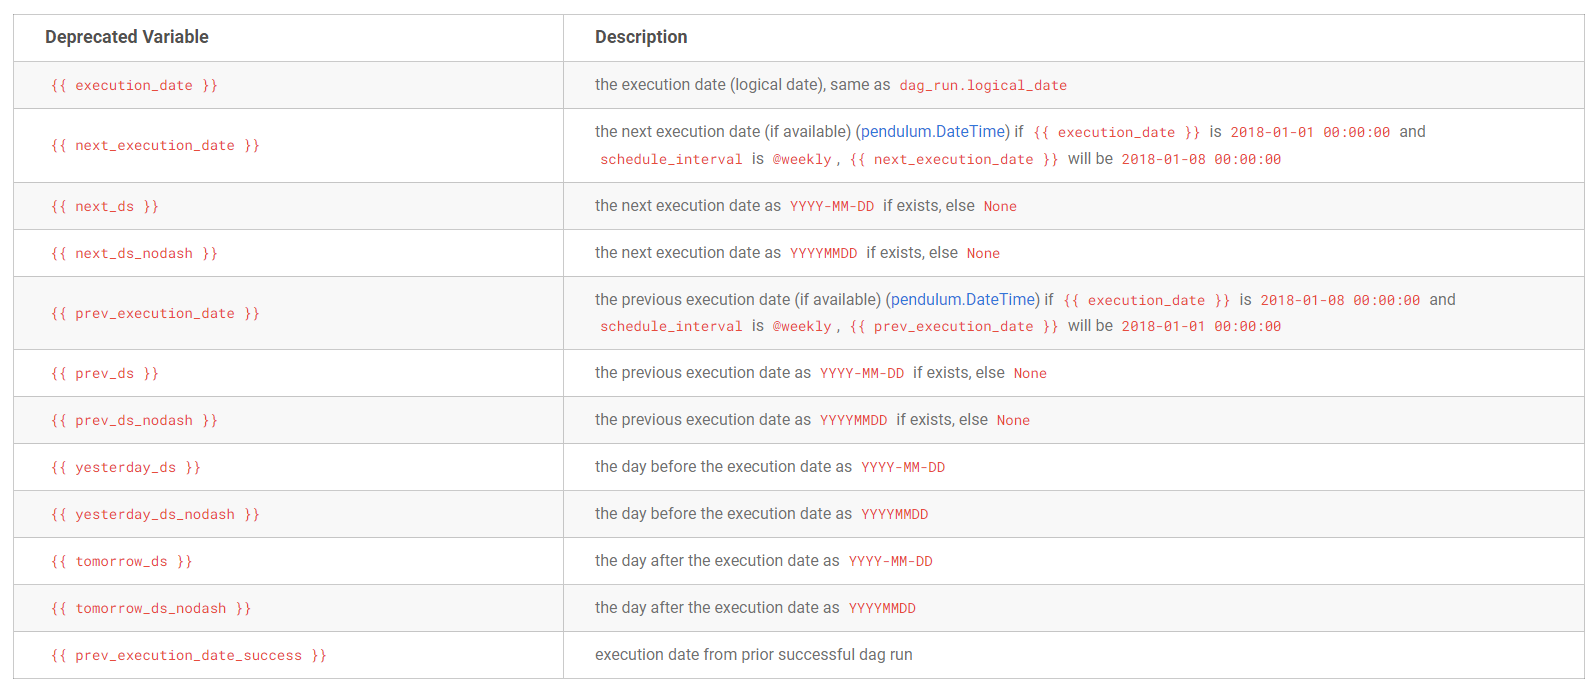 Deprecated Variable Description
{{ execution_date }} the execution date (logical date), same as dag_run.logical_date
{{ next_execution_date }} the next execution date (if available) (pendulum.DateTime) if {{ execution_date }} is 2018-01-01 00:00:00 and
schedule_interval is @weekly, {{ next_execution_date }} will be 2018-01-08 00:00:00
{{ next_ds }} the next execution date as YYYY-MM-DD if exists, else None
{{ next_ds_nodash }} the next execution date as YYYYMMDD if exists, else None
{{ prev_execution_date }} the previous execution date (if available) (pendulum.DateTime) if {{ execution_date }} is 2018-01-08 00:00:00 and
schedule_interval is @weekly, {{ prev_execution_date }} will be 2018-01-01 00:00:00
{{ prev_ds }} the previous execution date as YYYY-MM-DD if exists, else None
{{ prev_ds_nodash }} the previous execution date as YYYYMMDD if exists, else None
{{ yesterday_ds }} the day before the execution date as YYYY-MM-DD
{{ yesterday_ds_nodash }} the day before the execution date as YYYYMMDD
{{ tomorrow_ds }} the day after the execution date as YYYY-MM-DD
{{ tomorrow_ds_nodash }} the day after the execution date as YYYYMMDD
{{ prev_execution_date_success }} execution date from prior successful dag run